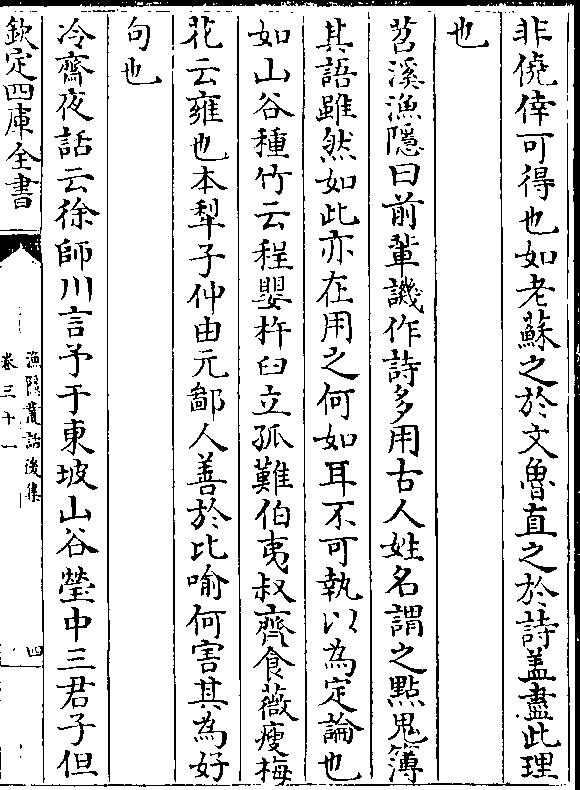 非僥倖可得也如老蘇之於文魯直之於詩盖盡此理
也
苕溪漁隱曰前輩譏作詩多用古人姓名謂之點鬼簿
其語雖然如此亦在用之何如耳不可執以為定論也
如山谷種竹云程嬰杵臼立孤難伯夷叔齊食薇瘦梅
花云雍也本犁子仲由元鄙人善於比喻何害其為好
句也
冷齋夜話云徐師川言予于東坡山谷瑩中三君子但
欽定四庫全書
漁隱叢話後集
卷三十一
四